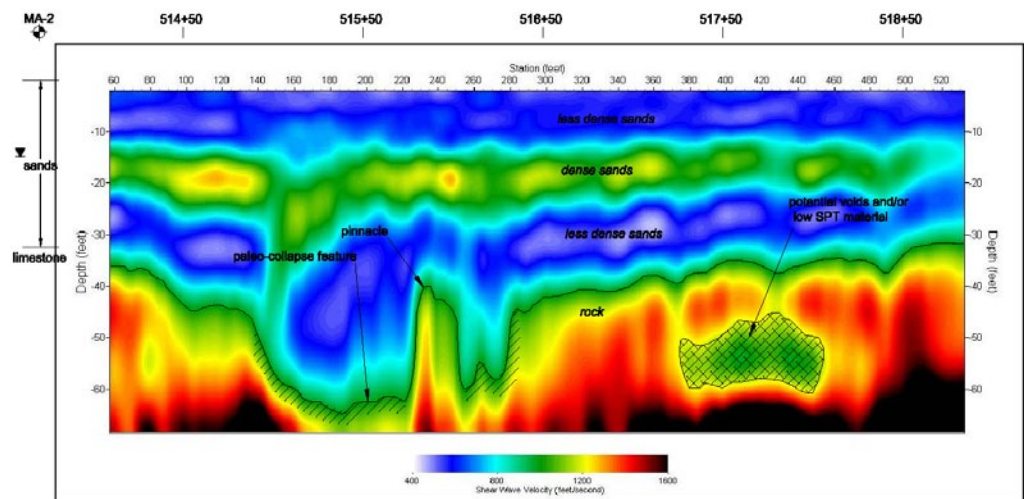 MA-2 514+50 515+50 516+50 517+50 518+50
Station (feet)
60 80 100 120 140 160 180 200 220 240 260 280 300 320 340 360 380 400 420 440 460 480 500 520
less dense sands
-10 -10
sands
dense sands
-20 -20
potential voids and/or
low SPT material
less dense sands
pinnacle
-30 -30
limestone
paleo-collapse feature
Depth (feet) Depth (feet)
-40 -40
rock
-50 -50
-60 -60
400 800 1200 1600
Shear Wave Velocity (feet/second)